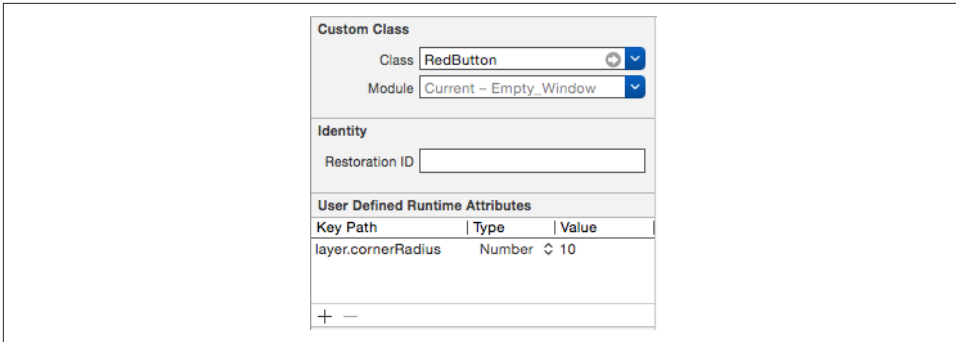 Custom Class
Class RedButton
Module Current – Empty_Window
Identity
Restoration ID
User Defined Runtime Attributes
Key Path Type Value
layer.cornerRadius Number 10